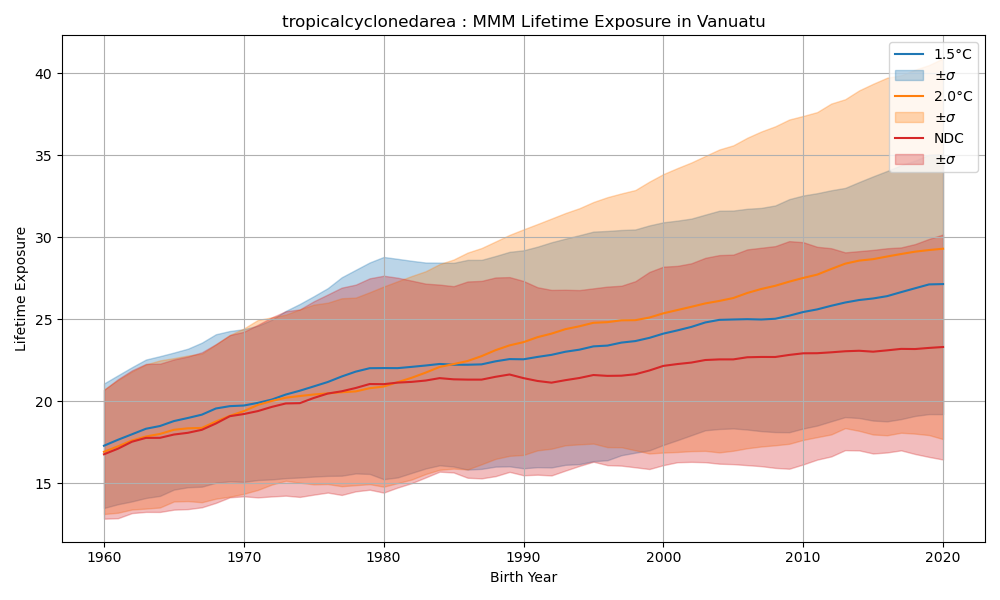 tropicalcyclonedarea : MMM Lifetime Exposure in Vanuatu
1.5°C
±σ
2.0°C
±σ
NDC
±σ
Lifetime Exposure
40
35
30
25
20
15
1960
1970
1980
1990
2000
2010
2020
Birth Year